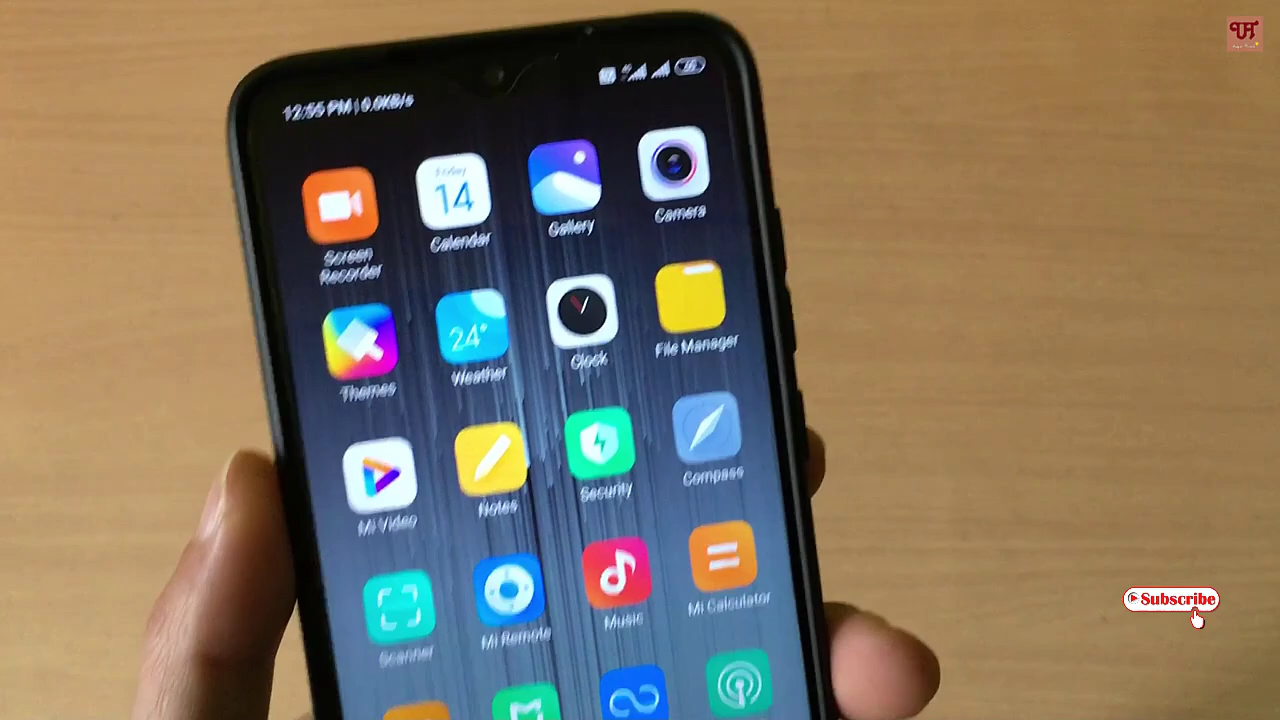 12:55 PM | 0.0KB/s
Screen
Recorder
Friday
14
Calendar
Gallery
Camera
Themes
24°
Weather
Clock
File Manager
Mi Video
Notes
Security
Compass
Scanner
Mi Remote
Music
Mi Calculator
Subscribe